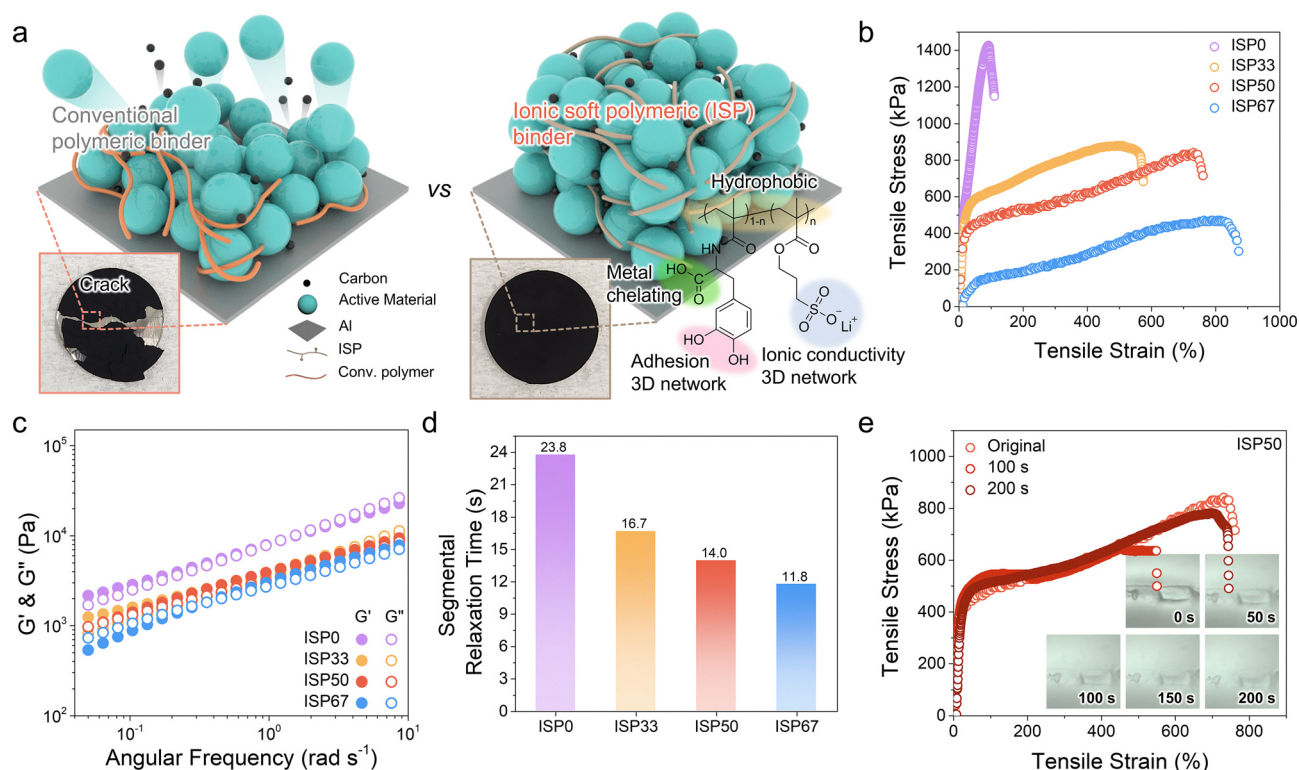 a
Conventional
polymeric binder
Crack
Carbon
Active Material
Al
ISP
Conv. polymer
vs
Ionic soft polymeric (ISP)
binder
Hydrophobic
1-n
n
NH
O
O
O
HO
O
Metal
chelating
HO
OH
O
S
O
O⁻
Li⁺
Adhesion
3D network
Ionic conductivity
3D network
b
Tensile Stress (kPa)
1400
1200
1000
800
600
400
200
0
0 200 400 600 800 1000
Tensile Strain (%)
ISP0
ISP33
ISP50
ISP67
c
G' & G'' (Pa)
10⁵
10⁴
10³
10²
10⁻¹ 10⁰ 10¹
Angular Frequency (rad s⁻¹)
G' G''
ISP0
ISP33
ISP50
ISP67
d
Segmental
Relaxation Time (s)
24
21
18
15
12
9
6
3
0
23.8
16.7
14.0
11.8
ISP0 ISP33 ISP50 ISP67
e
Tensile Stress (kPa)
1000
800
600
400
200
0
0 200 400 600 800
Tensile Strain (%)
Original
100 s
200 s
ISP50
0 s
50 s
100 s
150 s
200 s